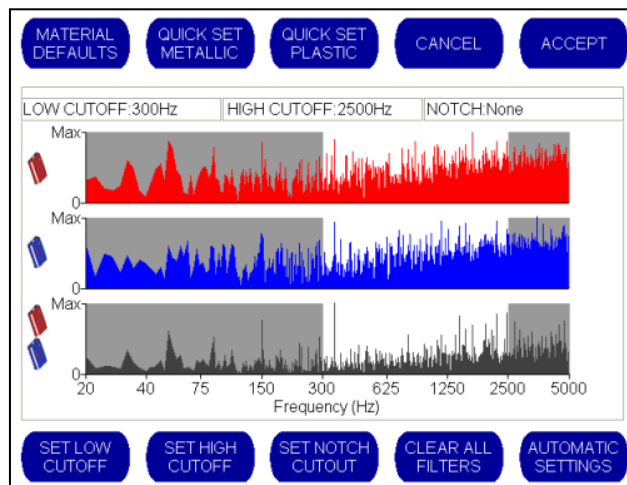 MATERIAL DEFAULTS
QUICK SET METALLIC
QUICK SET PLASTIC
CANCEL
ACCEPT
LOW CUTOFF:300Hz
HIGH CUTOFF:2500Hz
NOTCH:None
Max
0
Max
0
Max
0
20 40 75 150 300 625 1250 2500 5000
Frequency (Hz)
SET LOW CUTOFF
SET HIGH CUTOFF
SET NOTCH CUTOUT
CLEAR ALL FILTERS
AUTOMATIC SETTINGS